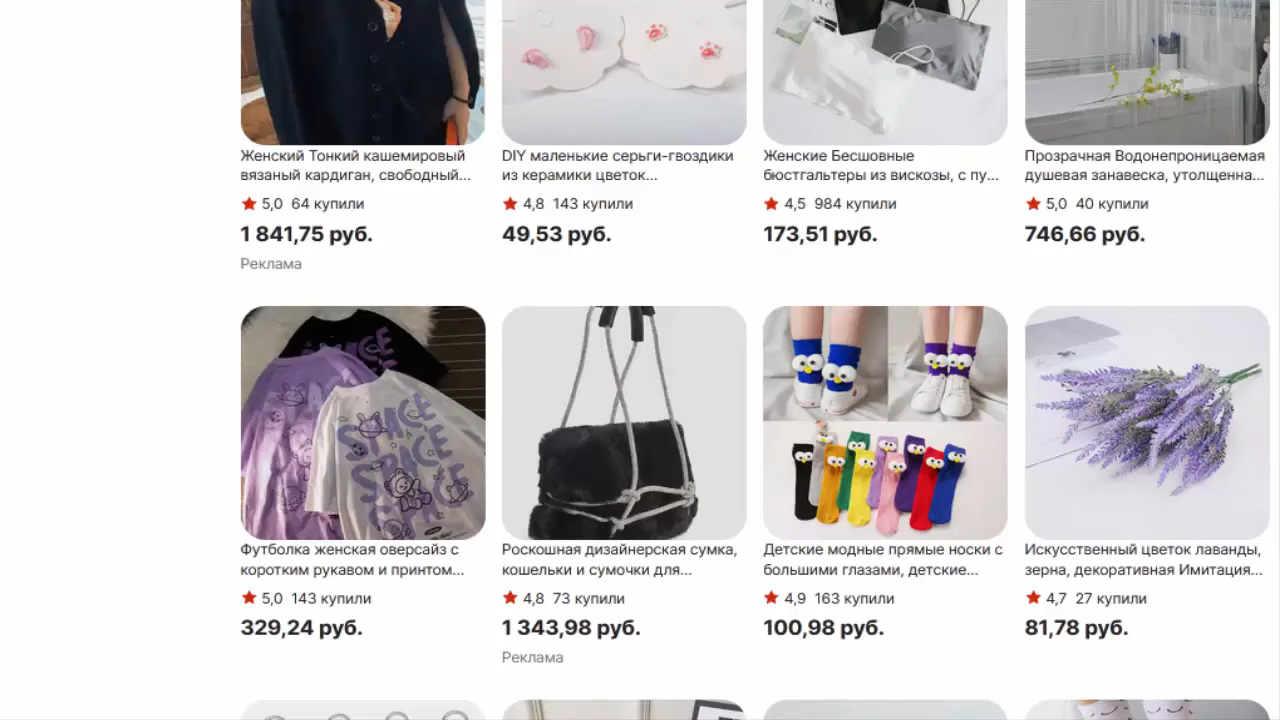 Женский Тонкий кашемировый
вязаный кардиган, свободный...
5,0 64 купили
1 841,75 руб.
Реклама
DIY маленькие серьги-гвоздики
из керамики цветок...
4,8 143 купили
49,53 руб.
Женские Бесшовные
бюстгальтеры из вискозы, с пу...
4,5 984 купили
173,51 руб.
Прозрачная Водонепроницаемая
душевая занавеска, утолщенна...
5,0 40 купили
746,66 руб.
SPACE
SPACE
SPACE
SPACE
Футболка женская оверсайз с
коротким рукавом и принтом...
5,0 143 купили
329,24 руб.
Роскошная дизайнерская сумка,
кошельки и сумочки для...
4,8 73 купили
1 343,98 руб.
Реклама
Детские модные прямые носки с
большими глазами, детские...
4,9 163 купили
100,98 руб.
Искусственный цветок лаванды,
зерна, декоративная Имитация...
4,7 27 купили
81,78 руб.